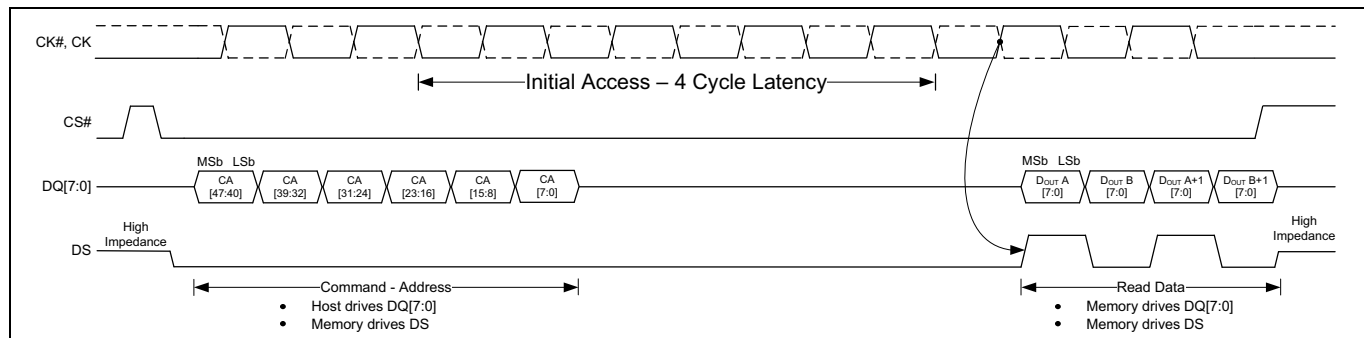 CK#, CK
Initial Access – 4 Cycle Latency
CS#
MSb LSb
MSb LSb
DQ[7:0]
CA [47:40]
CA [39:32]
CA [31:24]
CA [23:16]
CA [15:8]
CA [7:0]
DOUT A [7:0]
DOUT B [7:0]
DOUT A+1 [7:0]
DOUT B+1 [7:0]
DS
High Impedance
High Impedance
Command - Address
• Host drives DQ[7:0]
• Memory drives DS
Read Data
• Memory drives DQ[7:0]
• Memory drives DS